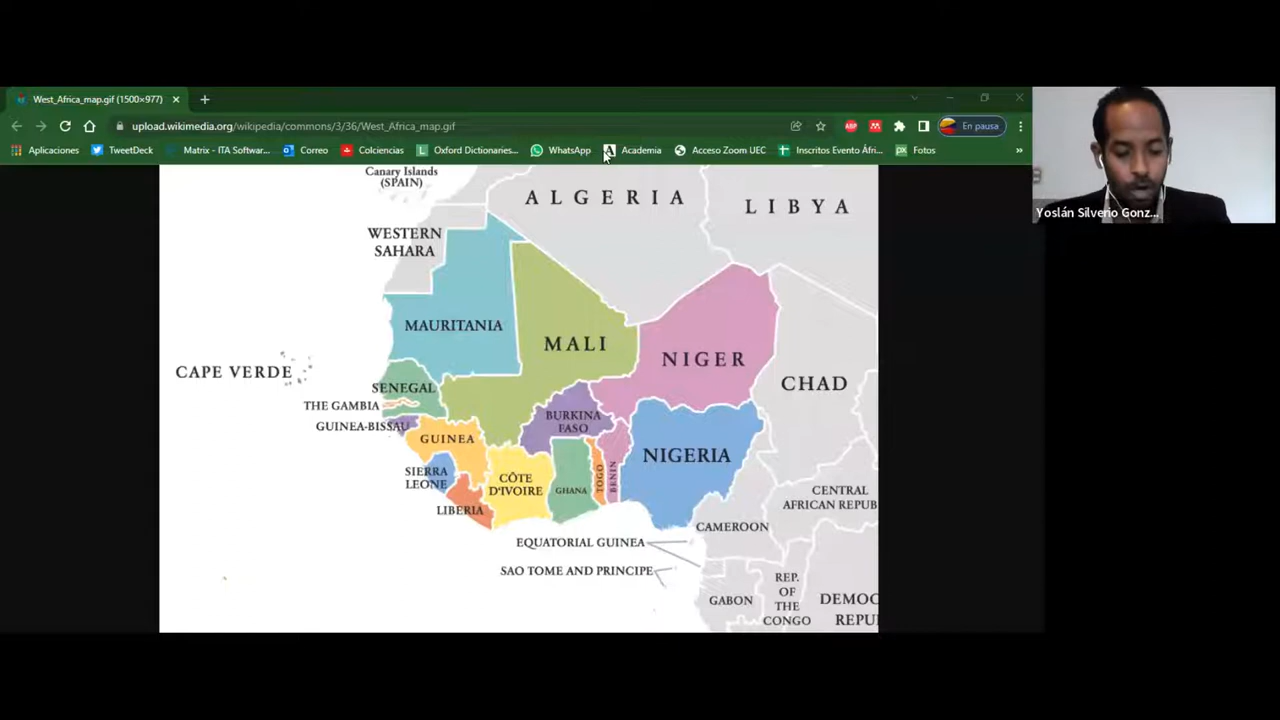 West_Africa_map.gif (1500×977)
upload.wikimedia.org/wikipedia/commons/3/36/West_Africa_map.gif
ABP
En pausa
Aplicaciones TweetDeck Matrix - ITA Softwar... Correo Colciencias Oxford Dictionaries... WhatsApp Academia Acceso Zoom UEC Inscritos Evento Áfri... px Fotos »
Yoslán Silverio Gonz...
Canary Islands
(SPAIN)
ALGERIA
LIBYA
WESTERN
SAHARA
MAURITANIA
MALI
NIGER
CHAD
CAPE VERDE
SENEGAL
THE GAMBIA
GUINEA-BISSAU
GUINEA
BURKINA
FASO
NIGERIA
SIERRA
LEONE
CÔTE
D'IVOIRE
GHANA
TOGO
BENIN
LIBERIA
CENTRAL
AFRICAN REPUB
CAMEROON
EQUATORIAL GUINEA
SAO TOME AND PRINCIPE
GABON
REP.
OF
THE
CONGO
DEMOC
REPU